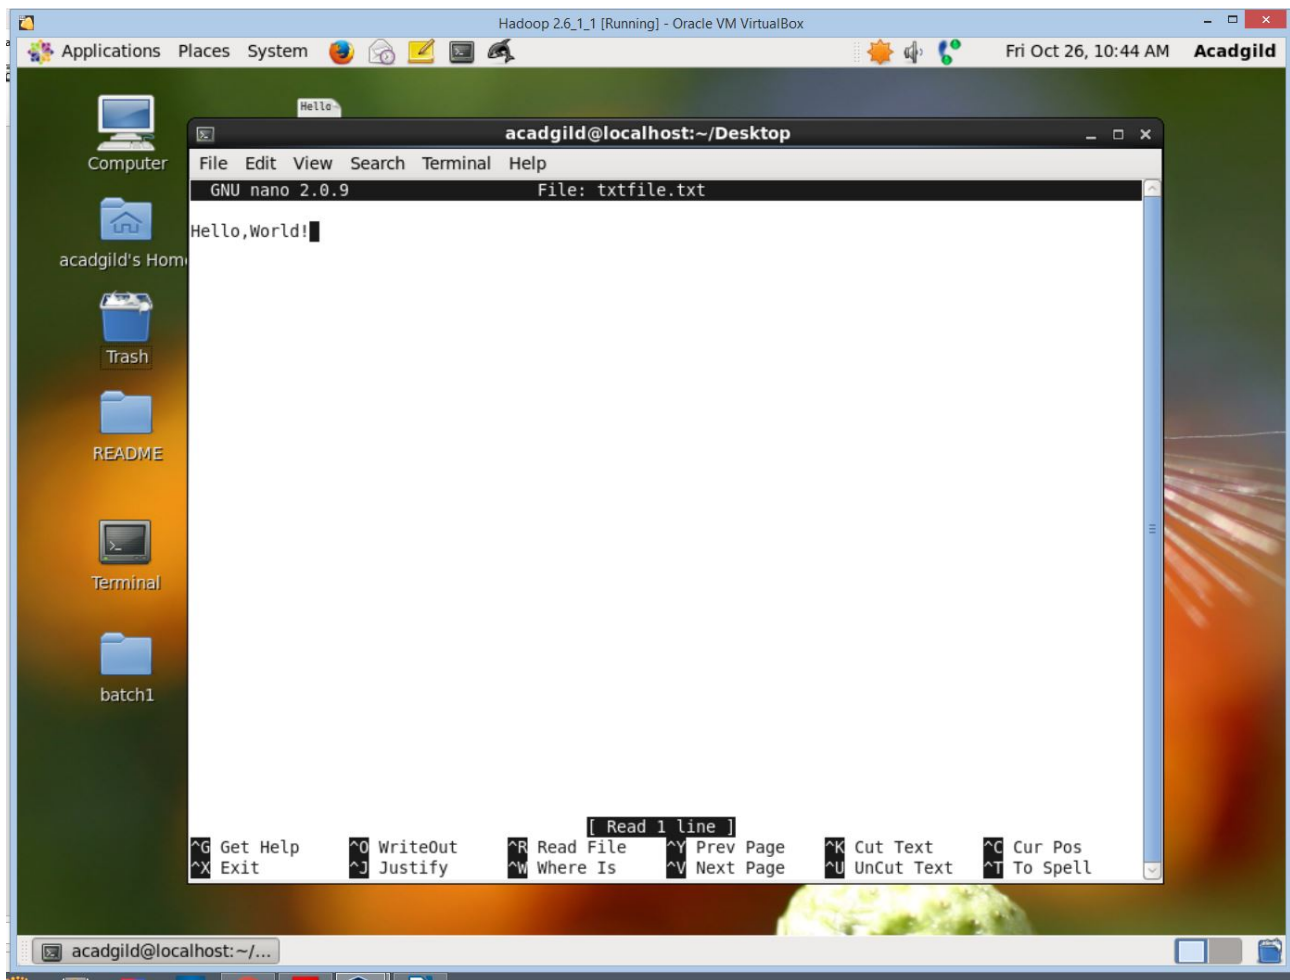 Hadoop 2.6_1_1 [Running] - Oracle VM VirtualBox
Applications Places System Fri Oct 26, 10:44 AM Acadgild
Hello
acadgild@localhost:~/Desktop
File Edit View Search Terminal Help
GNU nano 2.0.9 File: txtfile.txt
Hello,World!
Computer
acadgild's Hom
Trash
README
Terminal
batch1
[ Read 1 line ]
^G Get Help ^O WriteOut ^R Read File ^Y Prev Page ^K Cut Text ^C Cur Pos
^X Exit ^J Justify ^W Where Is ^V Next Page ^U UnCut Text ^T To Spell
acadgild@localhost:~/...